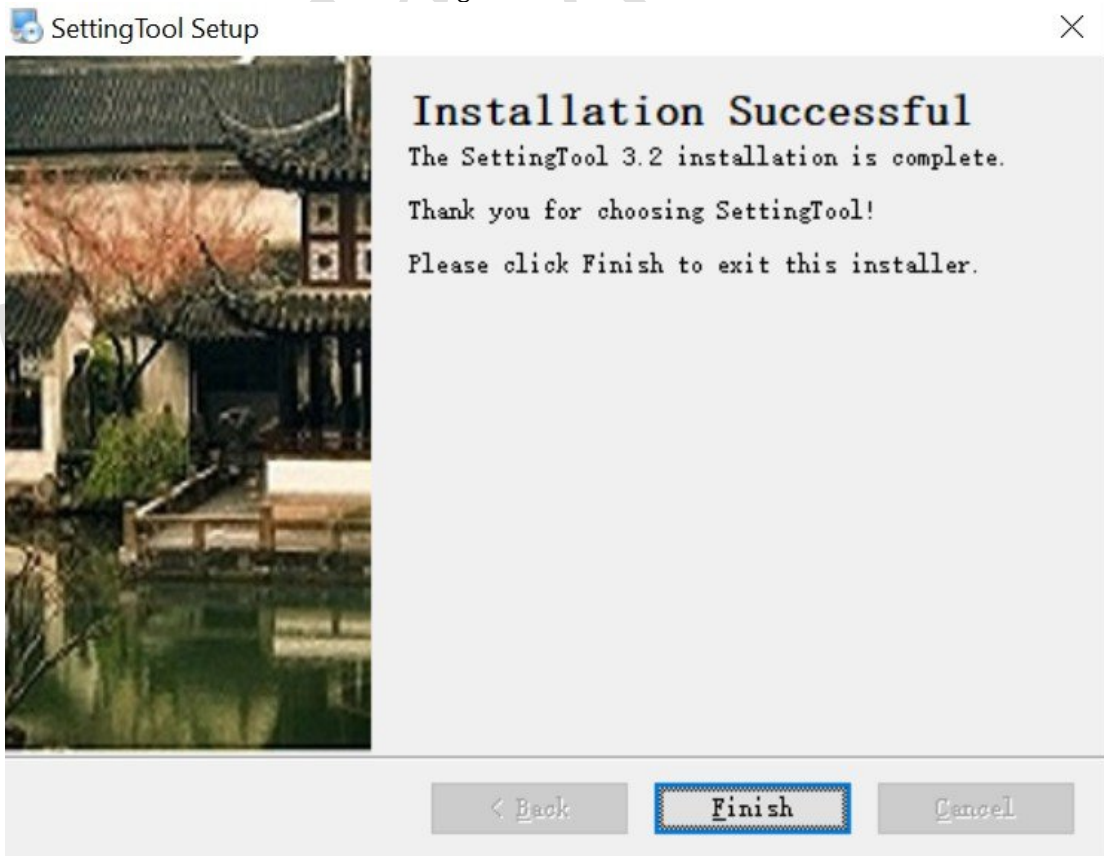 SettingTool Setup
Installation Successful
The SettingTool 3.2 installation is complete.
Thank you for choosing SettingTool!
Please click Finish to exit this installer.
< Back
Finish
Cancel